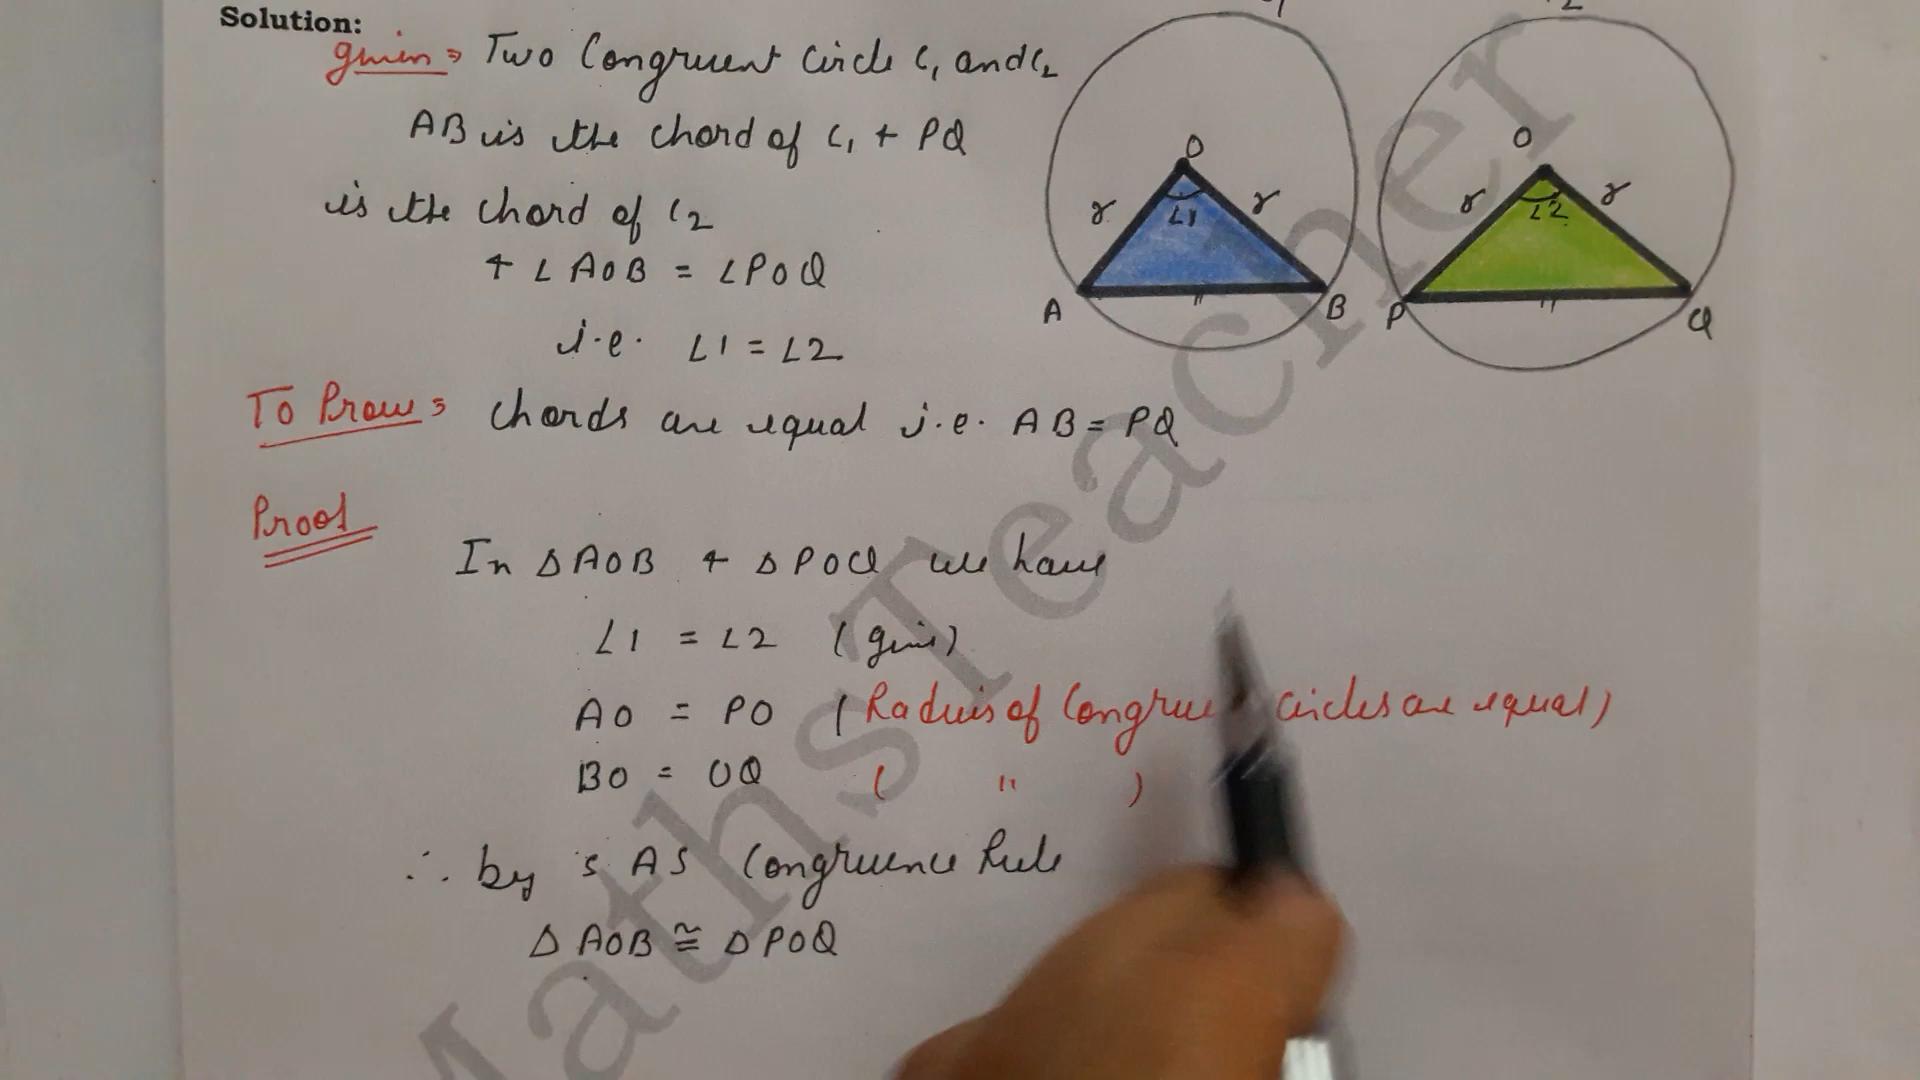 Solution:
given ⇒ Two Congruent Circle C₁ and C₂
AB is the chord of C₁ + PQ
is the chord of C₂
+ ∠AOB = ∠POQ
i.e. ∠1 = ∠2
To Prove ⇒ chords are equal i.e. AB = PQ
Proof
In ΔAOB + ΔPOQ we have
∠1 = ∠2 (given)
AO = PO (Radius of Congruent circles are equal)
BO = OQ ( " )
∴ by SAS Congruence Rule
ΔAOB ≅ ΔPOQ
O
r
r
∠1
A
B
O
r
r
∠2
P
Q
Maths Teacher